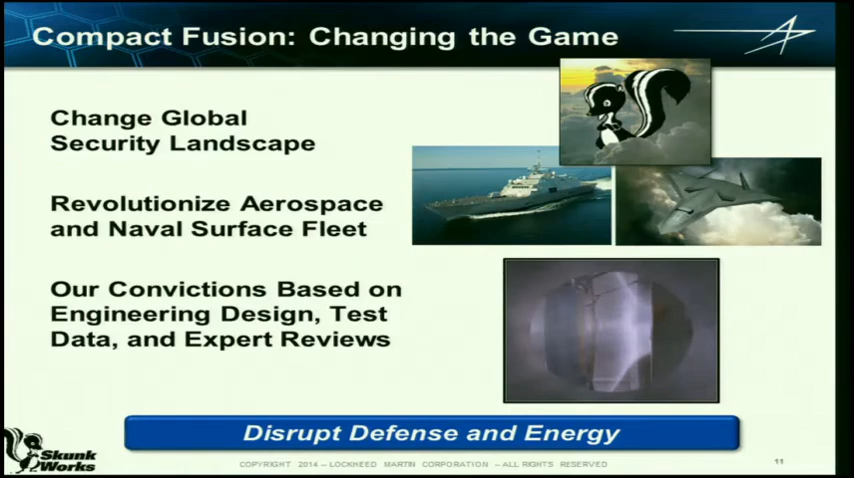 Compact Fusion: Changing the Game
Change Global
Security Landscape
Revolutionize Aerospace
and Naval Surface Fleet
Our Convictions Based on
Engineering Design, Test
Data, and Expert Reviews
Disrupt Defense and Energy
Skunk
Works
COPYRIGHT 2014 – LOCKHEED MARTIN CORPORATION – ALL RIGHTS RESERVED
11